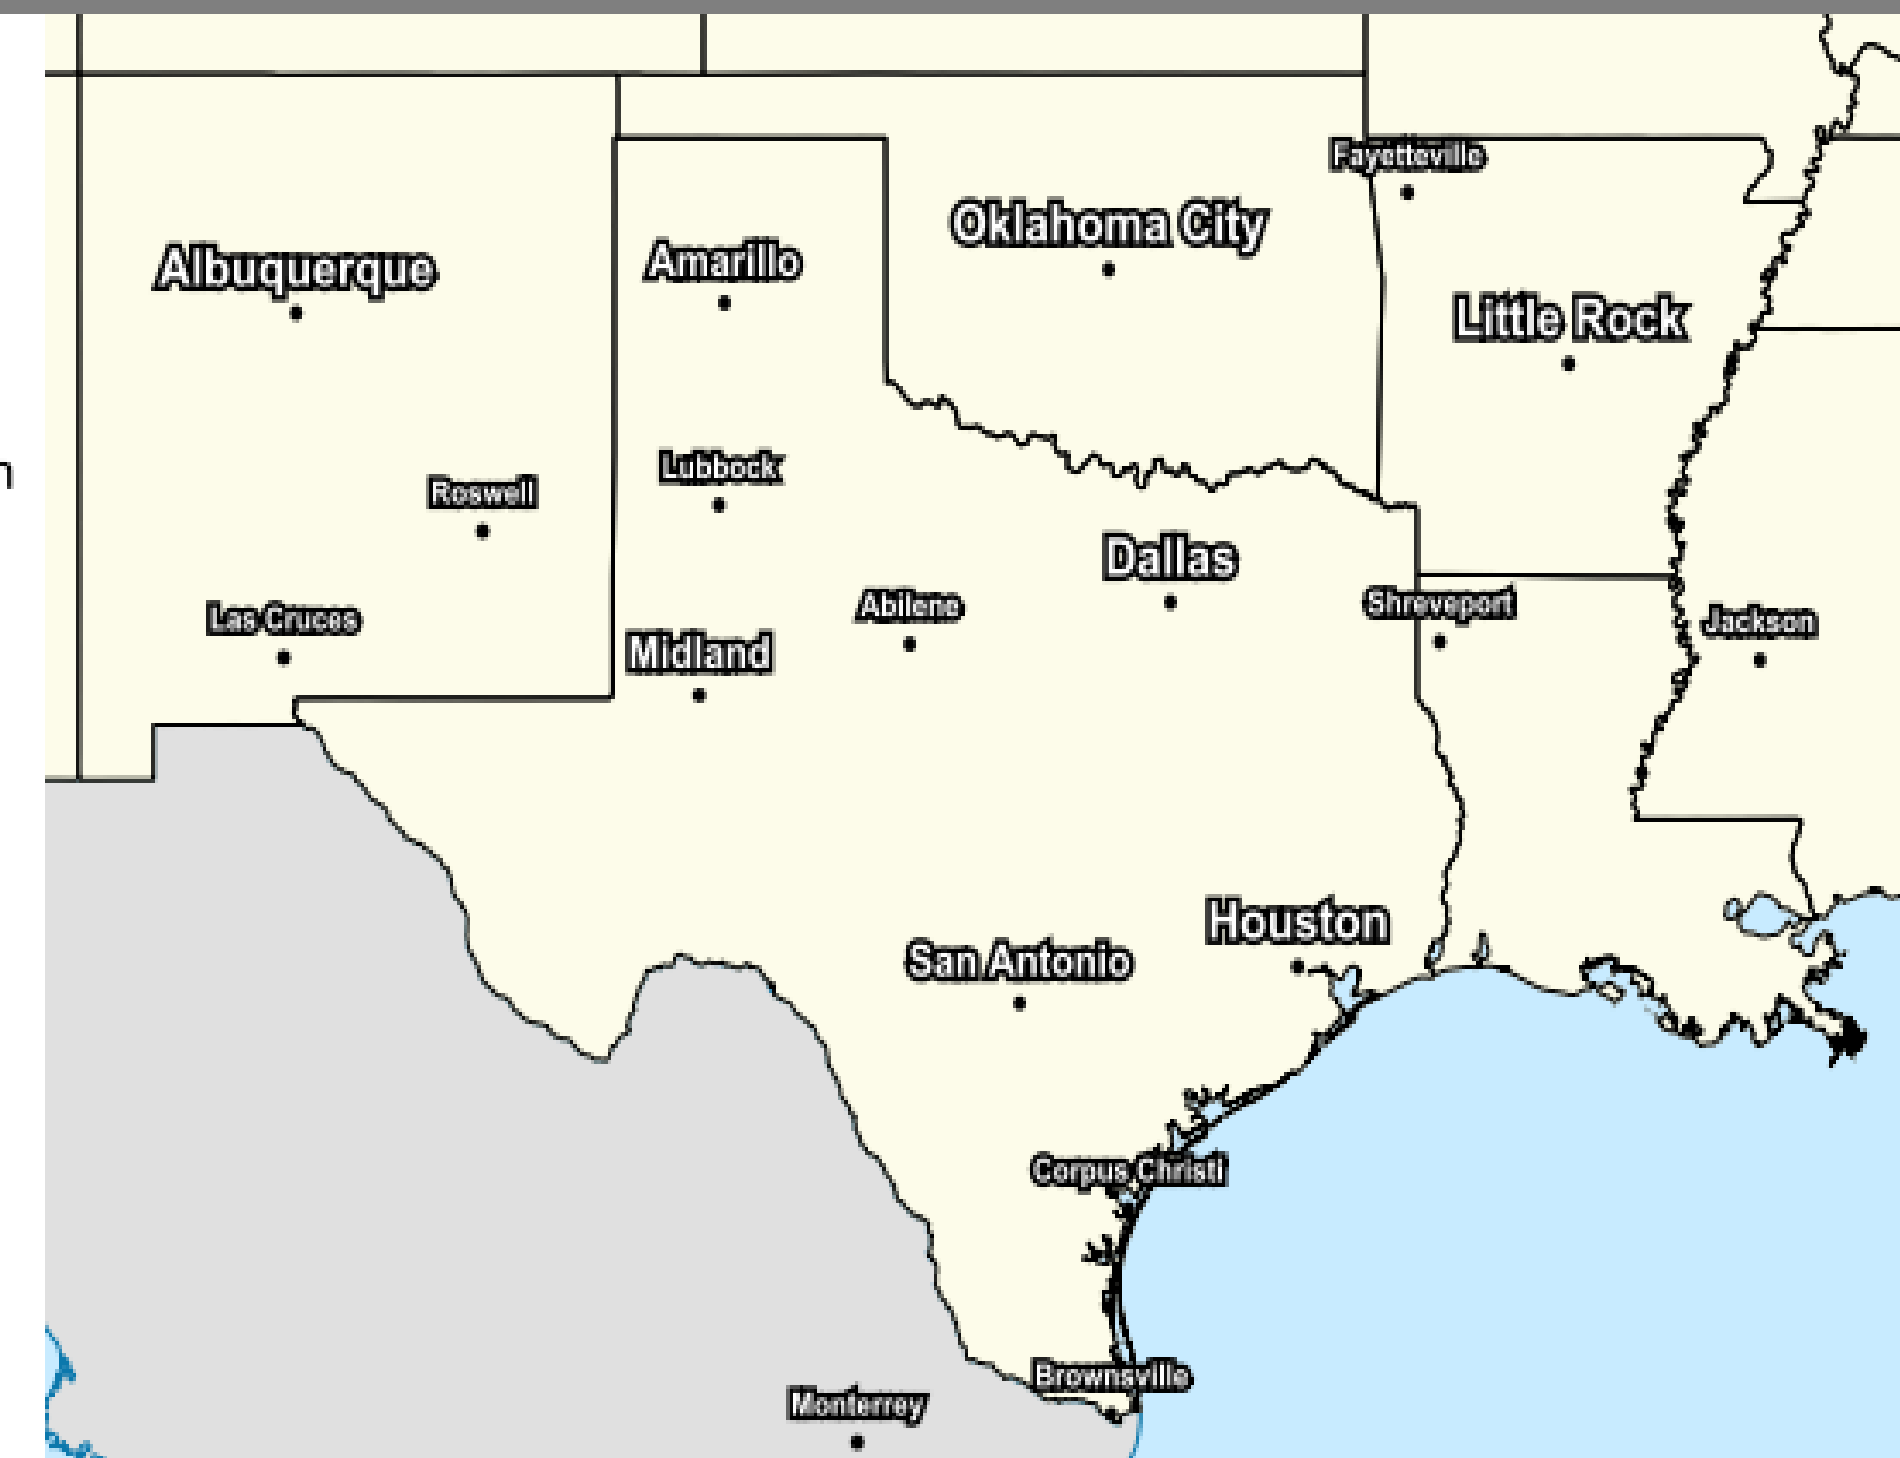 n
Fayetteville
Oklahoma City
Albuquerque
Amarillo
Little Rock
Lubbock
Roswell
Dallas
Abilene
Shreveport
Las Cruces
Jackson
Midland
Houston
San Antonio
Corpus Christi
Brownsville
Monterrey